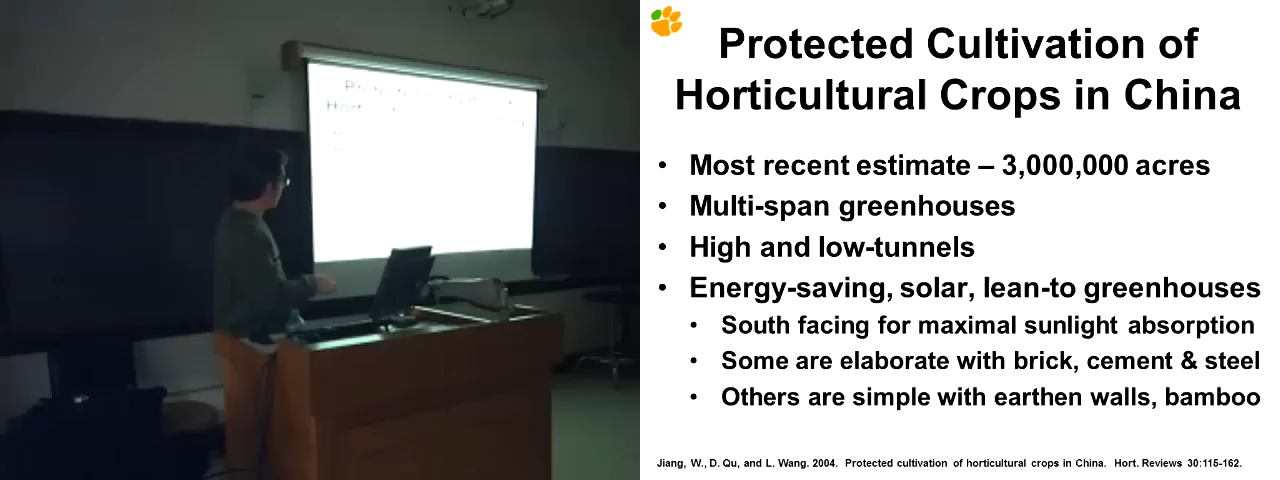 Protected Cultivation of
Horticultural Crops in China
• Most recent estimate – 3,000,000 acres
• Multi-span greenhouses
• High and low-tunnels
• Energy-saving, solar, lean-to greenhouses
• South facing for maximal sunlight absorption
• Some are elaborate with brick, cement & steel
• Others are simple with earthen walls, bamboo
Jiang, W., D. Qu, and L. Wang. 2004. Protected cultivation of horticultural crops in China. Hort. Reviews 30:115-162.